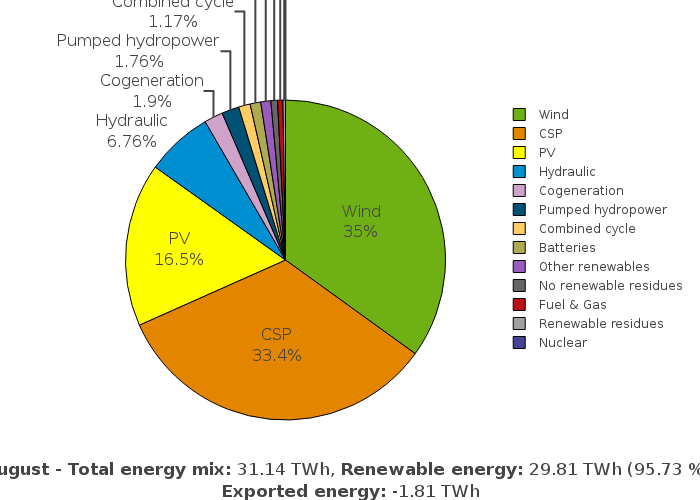 Combined cycle
1.17%
Pumped hydropower
1.76%
Cogeneration
1.9%
Hydraulic
6.76%
Wind
35%
PV
16.5%
CSP
33.4%
Wind
CSP
PV
Hydraulic
Cogeneration
Pumped hydropower
Combined cycle
Batteries
Other renewables
No renewable residues
Fuel & Gas
Renewable residues
Nuclear
ugust - Total energy mix: 31.14 TWh, Renewable energy: 29.81 TWh (95.73 %
Exported energy: -1.81 TWh